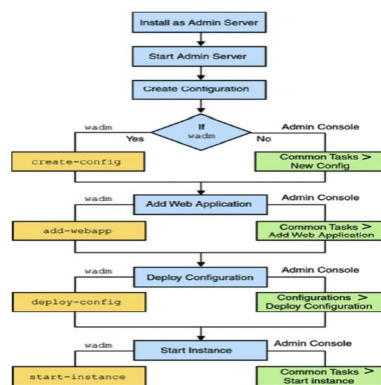 Install as Admin Server
Start Admin Server
Create Configuration
If
wadm
wadm
Yes
No
Admin Console
create-config
Common Tasks >
New Config
wadm
Add Web Application
Admin Console
add-webapp
Common Tasks >
Add Web Application
wadm
Deploy Configuration
Admin Console
deploy-config
Configurations >
Deploy Configuration
wadm
Start Instance
Admin Console
start-instance
Common Tasks >
Start instance